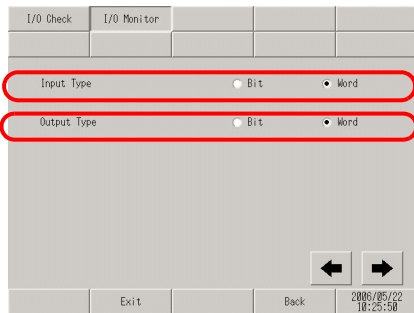 I/O Check I/O Monitor
Input Type Bit Word
Output Type Bit Word
Exit Back 2006/05/22
10:25:50